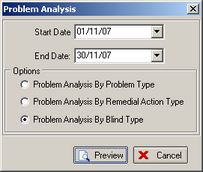 Problem Analysis
Start Date 01/11/07
End Date: 30/11/07
Options
Problem Analysis By Problem Type
Problem Analysis By Remedial Action Type
Problem Analysis By Blind Type
Preview Cancel